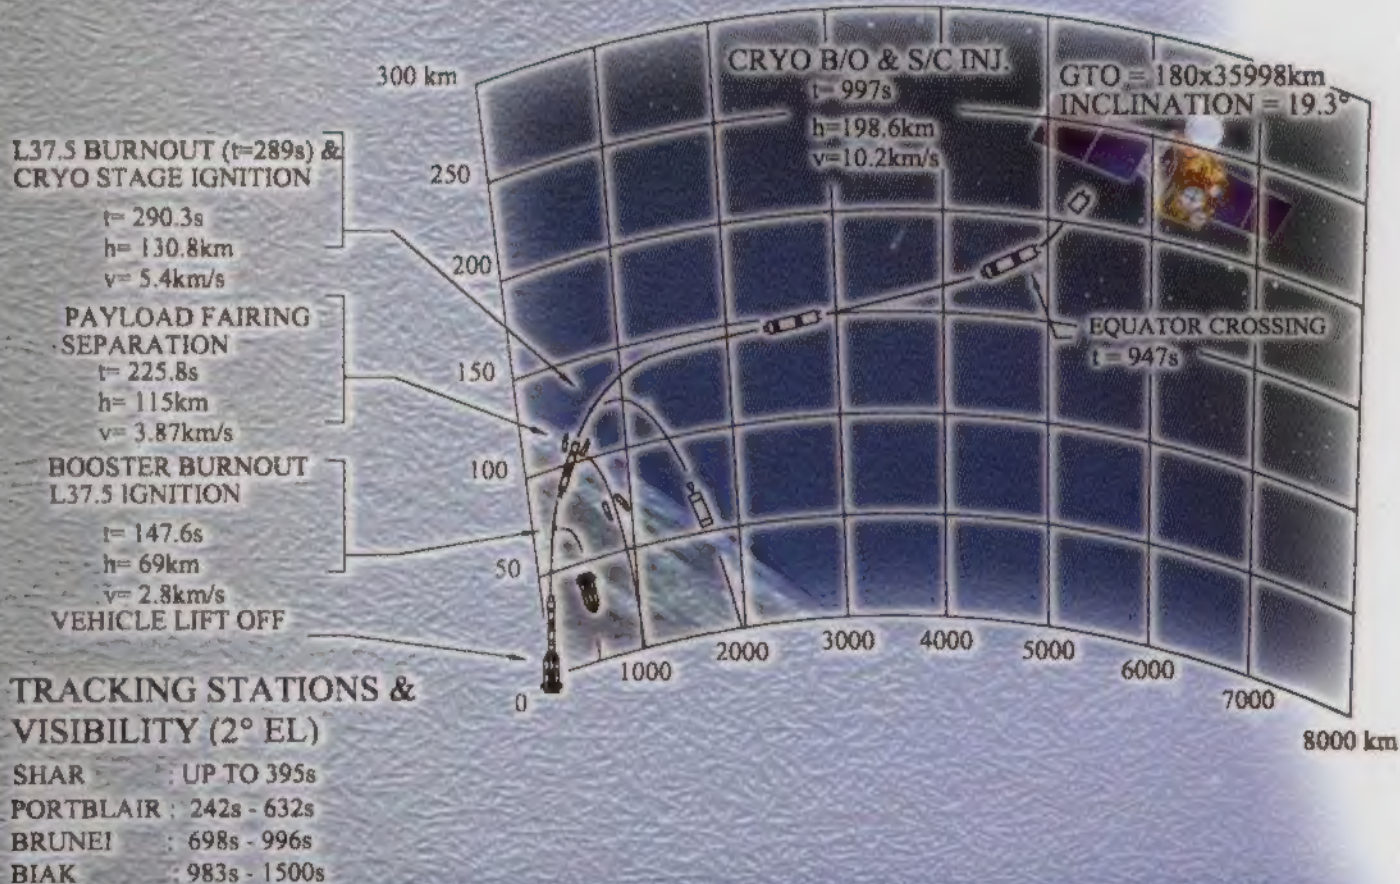 300 km
250
200
150
100
50
0
1000
2000
3000
4000
5000
6000
7000
8000 km
CRYO B/O & S/C INJ.
t= 997s
h=198.6km
v=10.2km/s
GTO = 180x35998km
INCLINATION = 19.3°
EQUATOR CROSSING
t = 947s
L37.5 BURNOUT (t=289s) &
CRYO STAGE IGNITION
t= 290.3s
h= 130.8km
v= 5.4km/s
PAYLOAD FAIRING
SEPARATION
t= 225.8s
h= 115km
v= 3.87km/s
BOOSTER BURNOUT
L37.5 IGNITION
t= 147.6s
h= 69km
v= 2.8km/s
VEHICLE LIFT OFF
TRACKING STATIONS &
VISIBILITY (2° EL)
SHAR : UP TO 395s
PORTBLAIR : 242s - 632s
BRUNEI : 698s - 996s
BIAK : 983s - 1500s